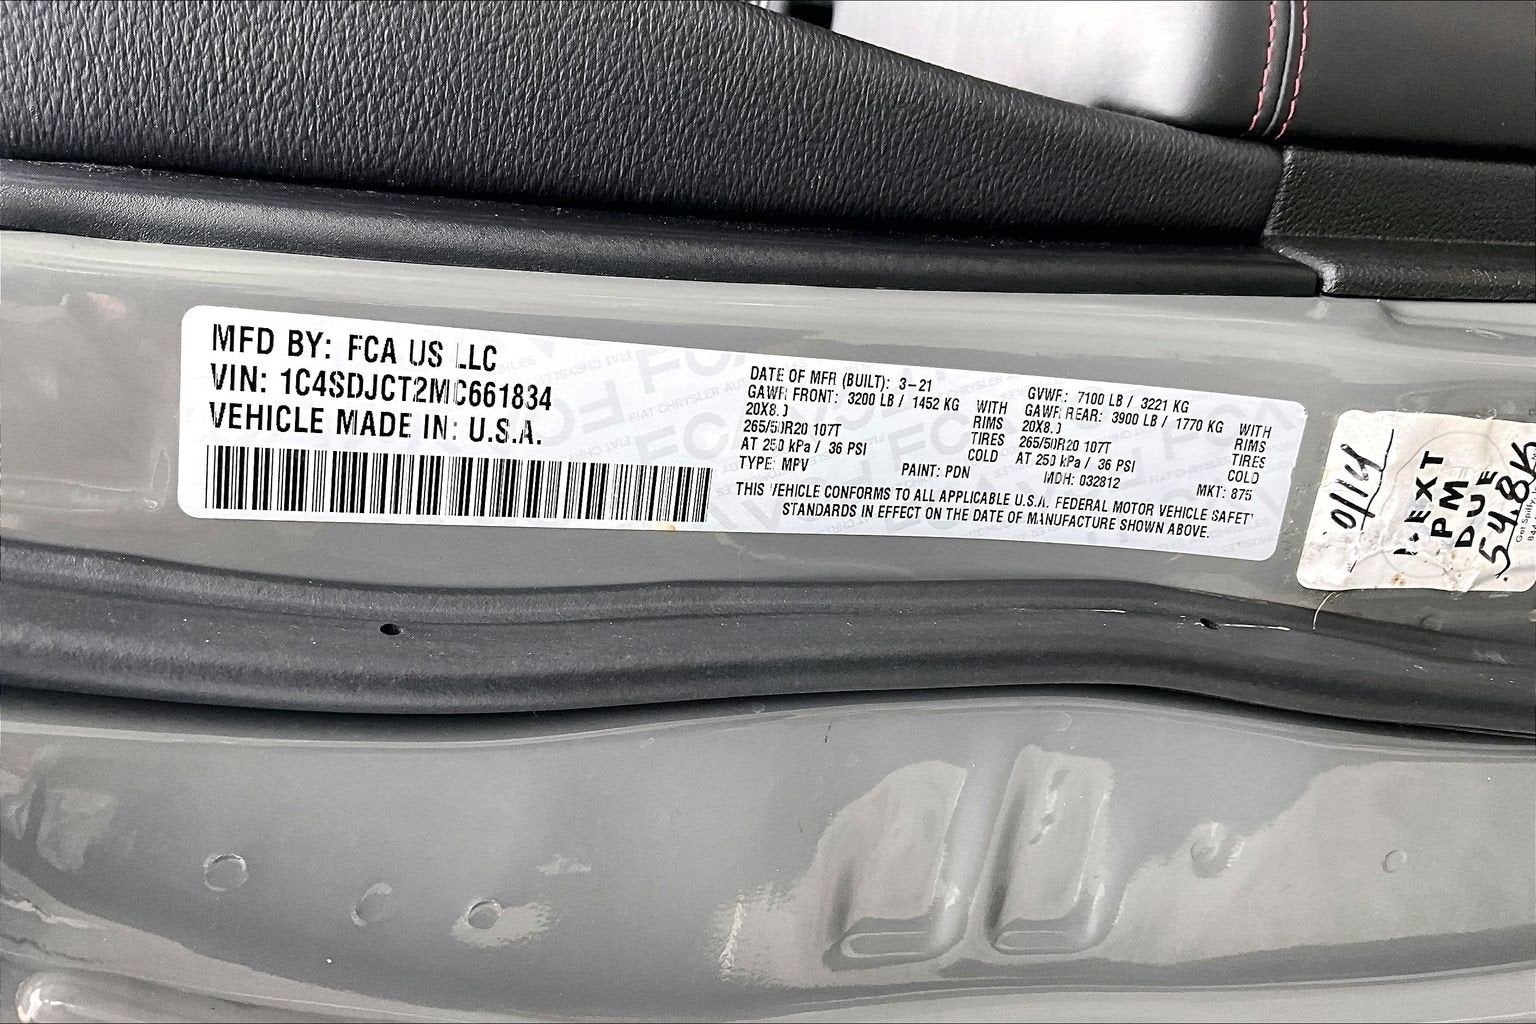 MFD BY: FCA US LLC
VIN: 1C4SDJCT2MC661834
VEHICLE MADE IN: U.S.A.
DATE OF MFR (BUILT): 3-21
GAWR FRONT: 3200 LB / 1452 KG WITH
20X8.0 RIMS
265/50R20 107T TIRES
AT 250 kPa / 36 PSI COLD
GVWR: 7100 LB / 3221 KG
GAWR REAR: 3900 LB / 1770 KG WITH
20X8.0 RIMS
265/50R20 107T TIRES
AT 250 kPa / 36 PSI COLD
TYPE: MPV PAINT: PDN MDH: 032812 MKT: 875
THIS VEHICLE CONFORMS TO ALL APPLICABLE U.S.A. FEDERAL MOTOR VEHICLE SAFETY
STANDARDS IN EFFECT ON THE DATE OF MANUFACTURE SHOWN ABOVE.
NEXT
PM
DUE
54.8K